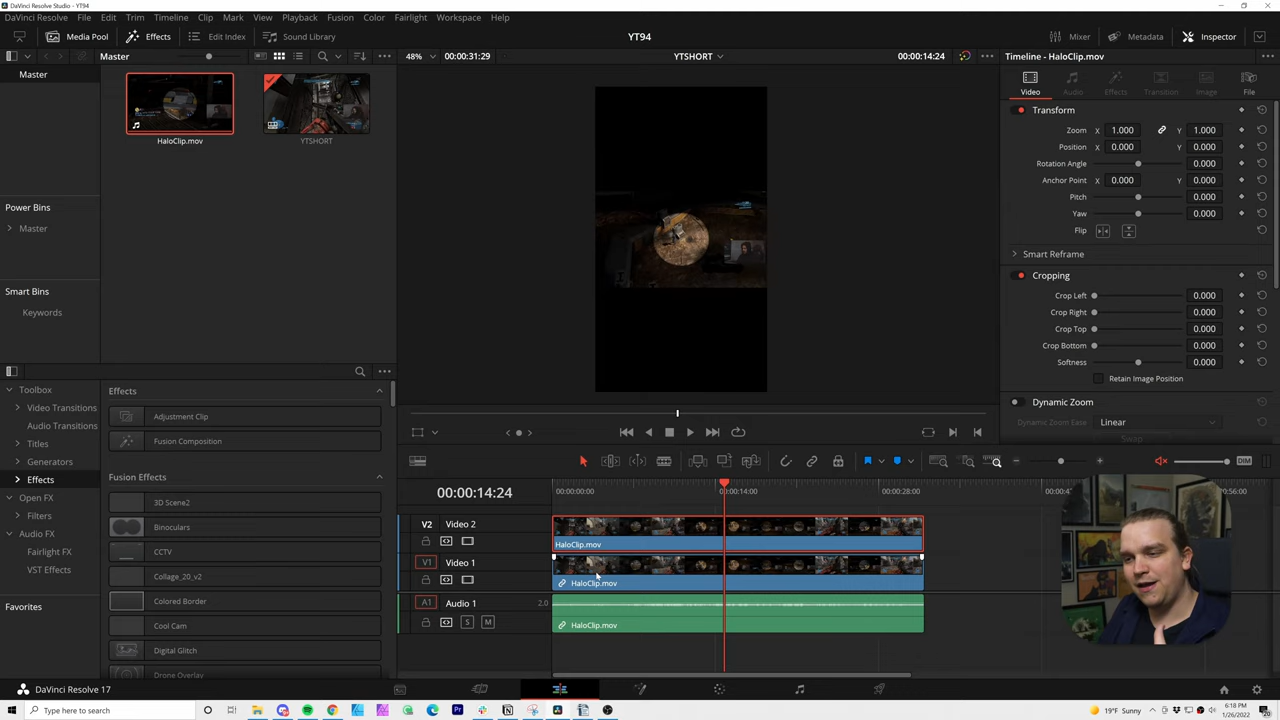 DaVinci Resolve Studio - YT94
DaVinci Resolve File Edit Trim Timeline Clip Mark View Playback Fusion Color Fairlight Workspace Help
Media Pool Effects Edit Index Sound Library YT94 Mixer Metadata Inspector
Master 48% 00:00:31:29 YTSHORT 00:00:14:24 Timeline - HaloClip.mov
Master
Video Audio Effects Transition Image File
Transform
Zoom X 1.000 Y 1.000
HaloClip.mov YTSHORT
Position X 0.000 Y 0.000
Rotation Angle 0.000
Anchor Point X 0.000 Y 0.000
Pitch 0.000
Power Bins
Yaw 0.000
Master
Flip
Smart Reframe
Cropping
Smart Bins
Crop Left 0.000
Keywords
Crop Right 0.000
Crop Top 0.000
Crop Bottom 0.000
Softness 0.000
Retain Image Position
Toolbox
Effects
Dynamic Zoom
Video Transitions
Adjustment Clip
Dynamic Zoom Ease Linear
Audio Transitions
Swap
Titles
Fusion Composition
Generators
DIM
Effects
Fusion Effects
00:00:14:24 00:00:00:00 00:00:14:00 00:00:28:00
Open FX
3D Scene2
Filters
Binoculars
V2 Video 2
Audio FX
HaloClip.mov
Fairlight FX
CCTV
V1 Video 1
VST Effects
Collage_20_v2
HaloClip.mov
Favorites
Colored Border
A1 Audio 1 2.0
Cool Cam
S M HaloClip.mov
Digital Glitch
Drone Overlay
DaVinci Resolve 17
Type here to search
19°F Sunny
6:18 PM
1/26/2022
20